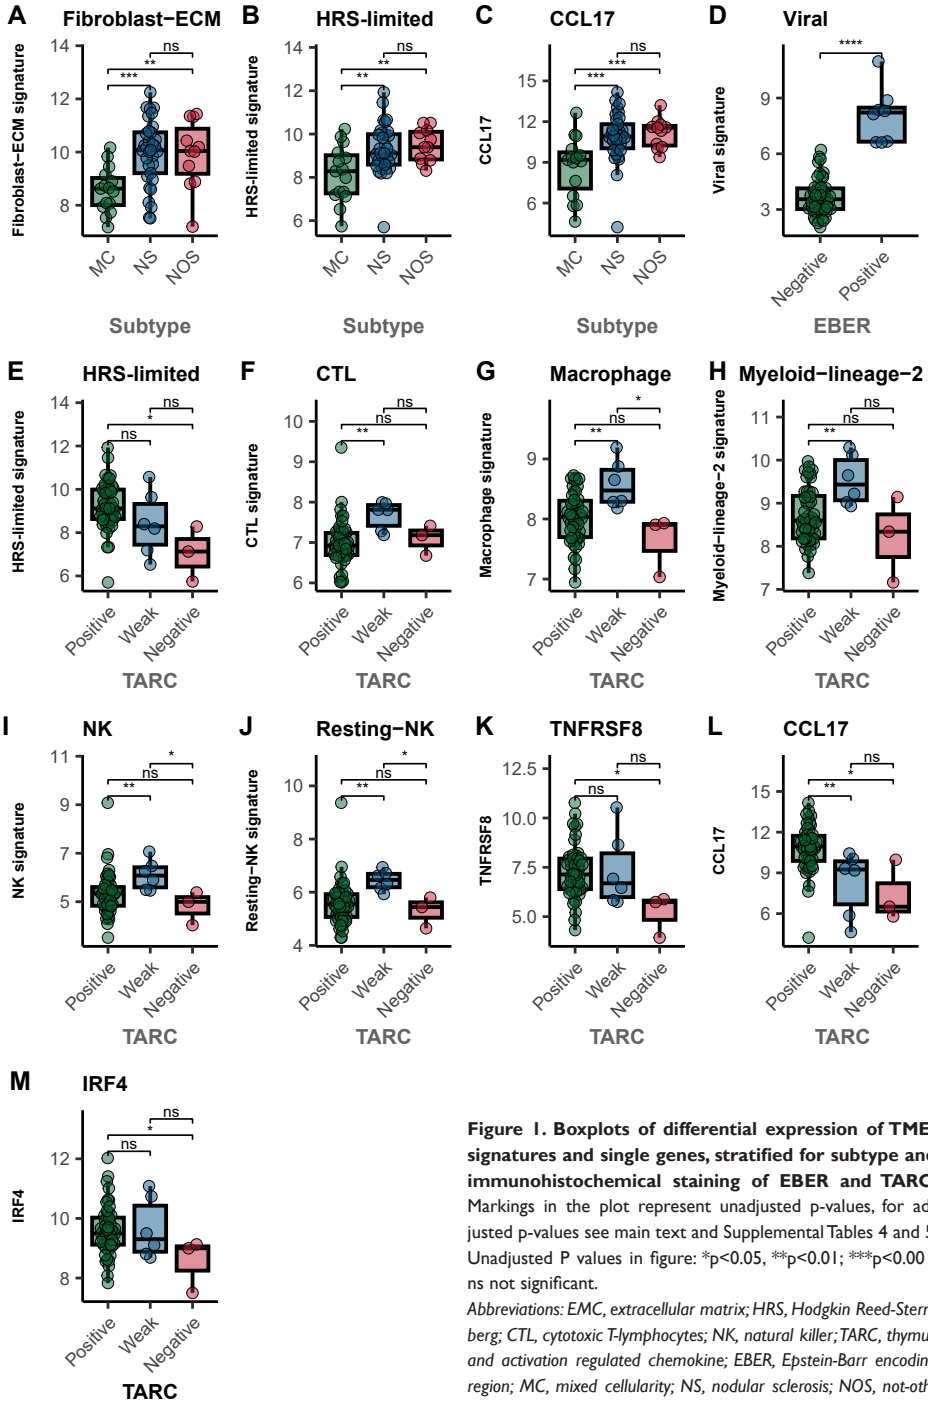 A Fibroblast−ECM
Fibroblast−ECM signature
14
12
10
8
ns
**
***
MC
NS
NOS
Subtype
B HRS-limited
HRS-limited signature
14
12
10
8
6
ns
**
**
MC
NS
NOS
Subtype
C CCL17
CCL17
15
12
9
6
ns
***
***
MC
NS
NOS
Subtype
D Viral
Viral signature
9
6
3
****
Negative
Positive
EBER
E HRS-limited
HRS-limited signature
14
12
10
8
6
ns
*
ns
Positive
Weak
Negative
TARC
F CTL
CTL signature
10
9
8
7
6
ns
ns
**
Positive
Weak
Negative
TARC
G Macrophage
Macrophage signature
9
8
7
*
ns
**
Positive
Weak
Negative
TARC
H Myeloid−lineage−2
Myeloid−lineage−2 signature
11
10
9
8
7
ns
ns
**
Positive
Weak
Negative
TARC
I NK
NK signature
11
9
7
5
*
ns
**
Positive
Weak
Negative
TARC
J Resting−NK
Resting−NK signature
10
8
6
4
*
ns
**
Positive
Weak
Negative
TARC
K TNFRSF8
TNFRSF8
12.5
10.0
7.5
5.0
ns
*
ns
Positive
Weak
Negative
TARC
L CCL17
CCL17
15
12
9
6
ns
*
**
Positive
Weak
Negative
TARC
M IRF4
IRF4
12
10
8
ns
*
ns
Positive
Weak
Negative
TARC
Figure 1. Boxplots of differential expression of TME
signatures and single genes, stratified for subtype and
immunohistochemical staining of EBER and TARC
Markings in the plot represent unadjusted p-values, for ad-
justed p-values see main text and Supplemental Tables 4 and 5
Unadjusted P values in figure: *p<0.05, **p<0.01; ***p<0.00
ns not significant.
Abbreviations: EMC, extracellular matrix; HRS, Hodgkin Reed-Stern-
berg; CTL, cytotoxic T-lymphocytes; NK, natural killer; TARC, thymu
and activation regulated chemokine; EBER, Epstein-Barr encodin
region; MC, mixed cellularity; NS, nodular sclerosis; NOS, not-oth